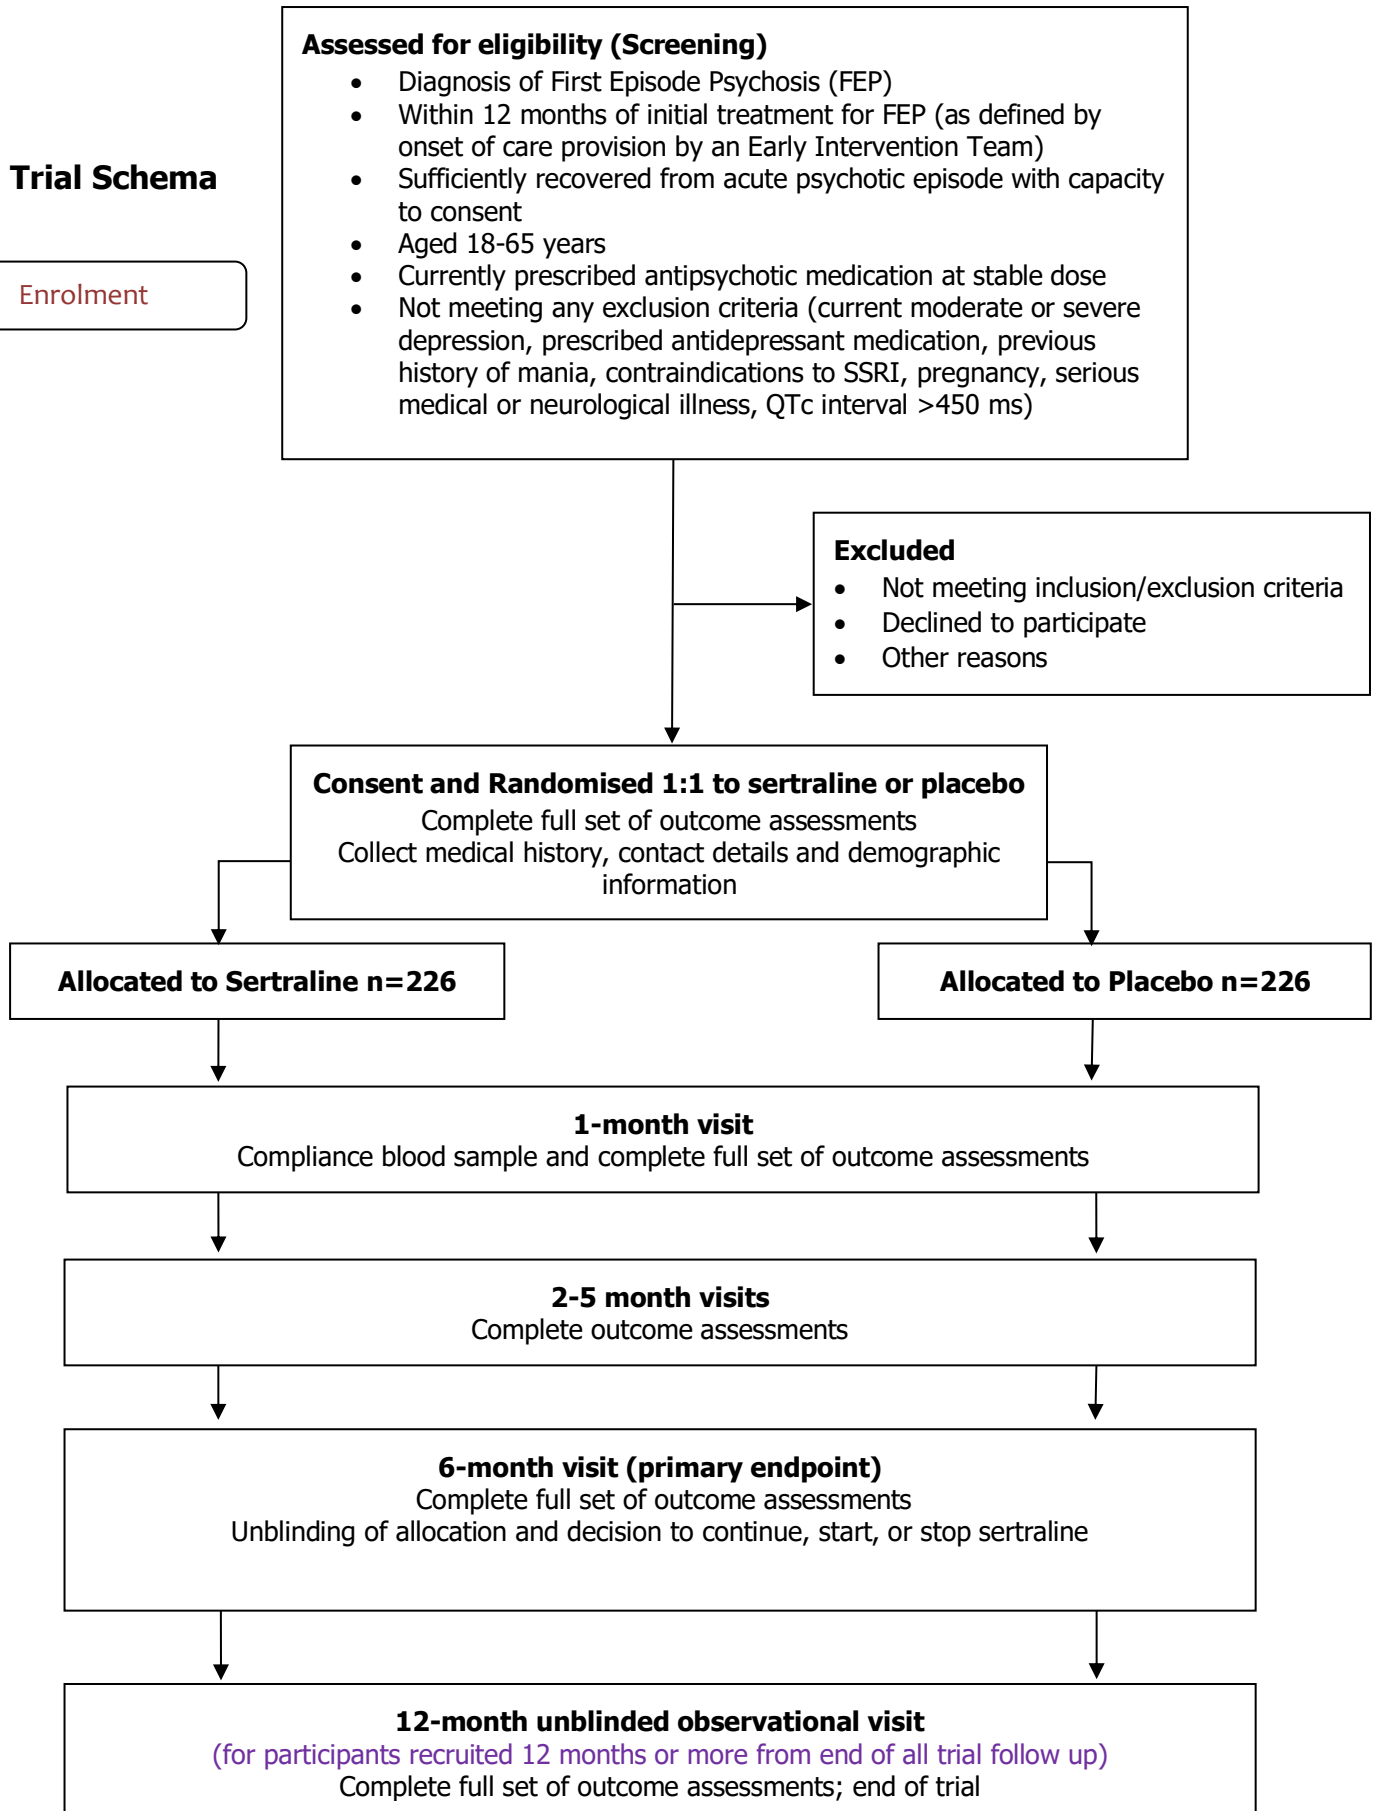 Trial Schema
Enrolment
Assessed for eligibility (Screening)
• Diagnosis of First Episode Psychosis (FEP)
• Within 12 months of initial treatment for FEP (as defined by
onset of care provision by an Early Intervention Team)
• Sufficiently recovered from acute psychotic episode with capacity
to consent
• Aged 18-65 years
• Currently prescribed antipsychotic medication at stable dose
• Not meeting any exclusion criteria (current moderate or severe
depression, prescribed antidepressant medication, previous
history of mania, contraindications to SSRI, pregnancy, serious
medical or neurological illness, QTc interval >450 ms)
Excluded
• Not meeting inclusion/exclusion criteria
• Declined to participate
• Other reasons
Consent and Randomised 1:1 to sertraline or placebo
Complete full set of outcome assessments
Collect medical history, contact details and demographic
information
Allocated to Sertraline n=226
Allocated to Placebo n=226
1-month visit
Compliance blood sample and complete full set of outcome assessments
2-5 month visits
Complete outcome assessments
6-month visit (primary endpoint)
Complete full set of outcome assessments
Unblinding of allocation and decision to continue, start, or stop sertraline
12-month unblinded observational visit
(for participants recruited 12 months or more from end of all trial follow up)
Complete full set of outcome assessments; end of trial